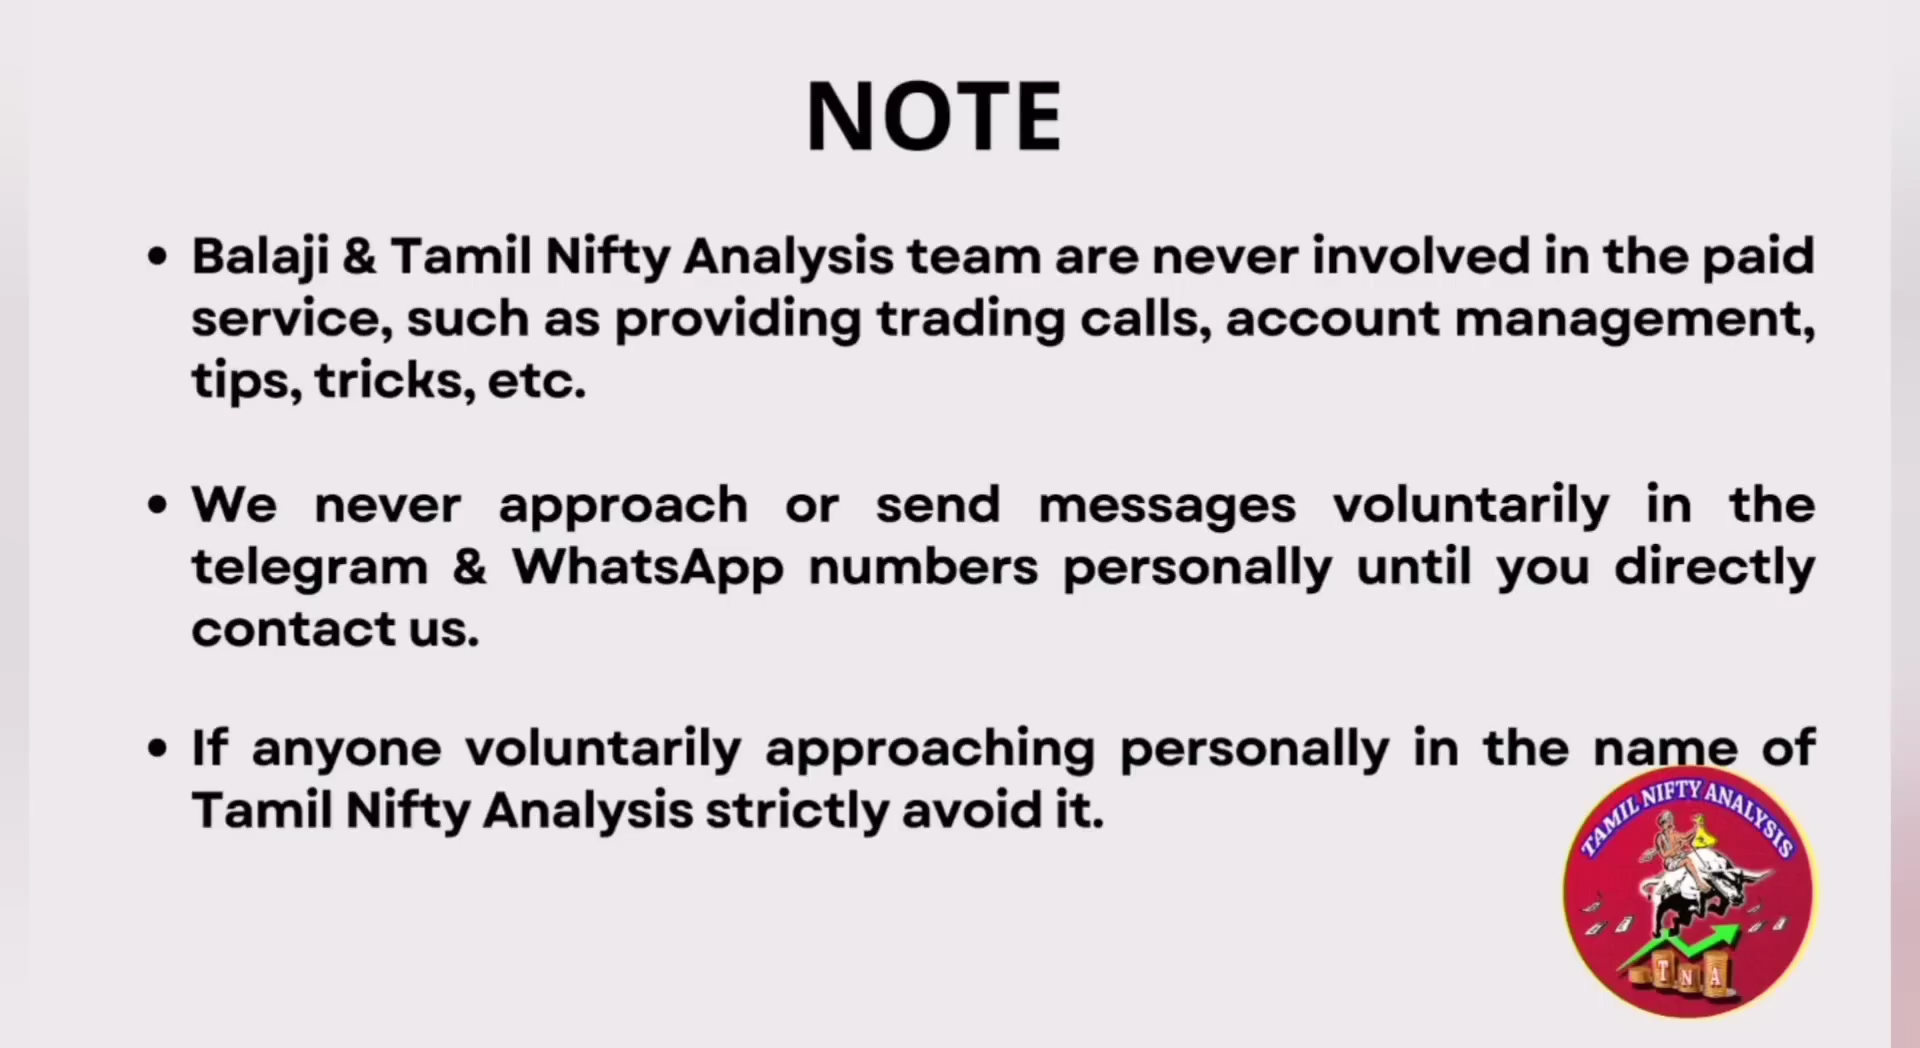 NOTE
• Balaji & Tamil Nifty Analysis team are never involved in the paid
service, such as providing trading calls, account management,
tips, tricks, etc.
• We never approach or send messages voluntarily in the
telegram & WhatsApp numbers personally until you directly
contact us.
• If anyone voluntarily approaching personally in the name of
Tamil Nifty Analysis strictly avoid it.
TAMIL NIFTY ANALYSIS
T N A